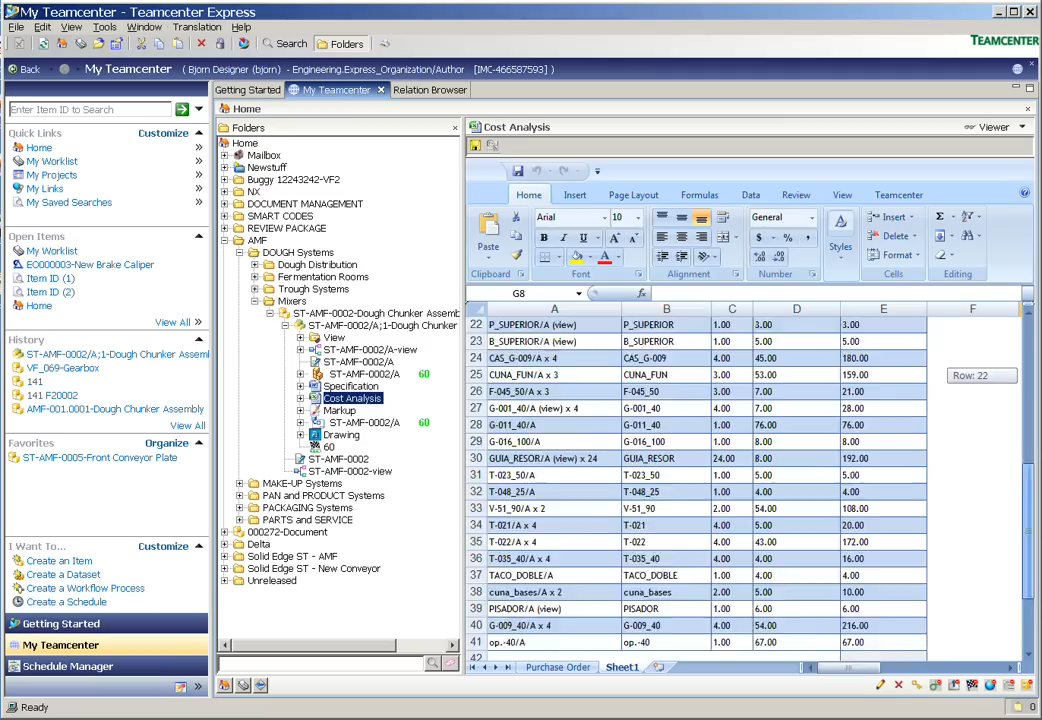 My Teamcenter - Teamcenter Express
File Edit View Tools Window Translation Help
Search Folders
TEAMCENTER
Back My Teamcenter ( Bjorn Designer (bjorn) - Engineering.Express_Organization/Author [IMC-466587593] )
Enter Item ID to Search
Quick Links Customize
Home
My Worklist
My Projects
My Links
My Saved Searches
Open Items
My Worklist
EO000003-New Brake Caliper
Item ID (1)
Item ID (2)
Home
View All
History
ST-AMF-0002/A;1-Dough Chunker Assem
VF_069-Gearbox
141
141 F20002
AMF-001.0001-Dough Chunker Assembly
View All
Favorites Organize
ST-AMF-0005-Front Conveyor Plate
I Want To... Customize
Create an Item
Create a Dataset
Create a Workflow Process
Create a Schedule
Getting Started
My Teamcenter
Schedule Manager
Getting Started My Teamcenter Relation Browser
Home
Folders
Home
Mailbox
Newstuff
Buggy 12243242-VF2
NX
DOCUMENT MANAGEMENT
SMART CODES
REVIEW PACKAGE
AMF
DOUGH Systems
Dough Distribution
Fermentation Rooms
Trough Systems
Mixers
ST-AMF-0002-Dough Chunker Assemb
ST-AMF-0002/A;1-Dough Chunker
View
ST-AMF-0002/A-view
ST-AMF-0002/A
ST-AMF-0002/A 60
Specification
Cost Analysis
Markup
ST-AMF-0002/A 60
Drawing
60
ST-AMF-0002
ST-AMF-0002-view
MAKE-UP Systems
PAN and PRODUCT Systems
PACKAGING Systems
PARTS and SERVICE
000272-Document
Delta
Solid Edge ST - AMF
Solid Edge ST - New Conveyor
Unreleased
Cost Analysis Viewer
Home Insert Page Layout Formulas Data Review View Teamcenter
Paste Arial 10 General Styles Insert
B I U A A $ % , Delete
A Format
Clipboard Font Alignment Number Cells Editing
G8 fx
A B C D E F
22 P_SUPERIOR/A (view) P_SUPERIOR 1.00 3.00 3.00
23 B_SUPERIOR/A (view) B_SUPERIOR 1.00 5.00 5.00
24 CAS_G-009/A x 4 CAS_G-009 4.00 45.00 180.00
25 CUNA_FUN/A x 3 CUNA_FUN 3.00 53.00 159.00
Row: 22
26 F-045_50/A x 3 F-045_50 3.00 7.00 21.00
27 G-001_40/A (view) x 4 G-001_40 4.00 7.00 28.00
28 G-011_40/A G-011_40 1.00 76.00 76.00
29 G-016_100/A G-016_100 1.00 8.00 8.00
30 GUIA_RESOR/A (view) x 24 GUIA_RESOR 24.00 8.00 192.00
31 T-023_50/A T-023_50 1.00 5.00 5.00
32 T-048_25/A T-048_25 1.00 4.00 4.00
33 V-51_90/A x 2 V-51_90 2.00 54.00 108.00
34 T-021/A x 4 T-021 4.00 5.00 20.00
35 T-022/A x 4 T-022 4.00 43.00 172.00
36 T-035_40/A x 4 T-035_40 4.00 4.00 16.00
37 TACO_DOBLE/A TACO_DOBLE 1.00 4.00 4.00
38 cuna_bases/A x 2 cuna_bases 2.00 5.00 10.00
39 PISADOR/A (view) PISADOR 1.00 6.00 6.00
40 G-009_40/A x 4 G-009_40 4.00 54.00 216.00
41 op.-40/A op.-40 1.00 67.00 67.00
42
Purchase Order Sheet1
Ready 0